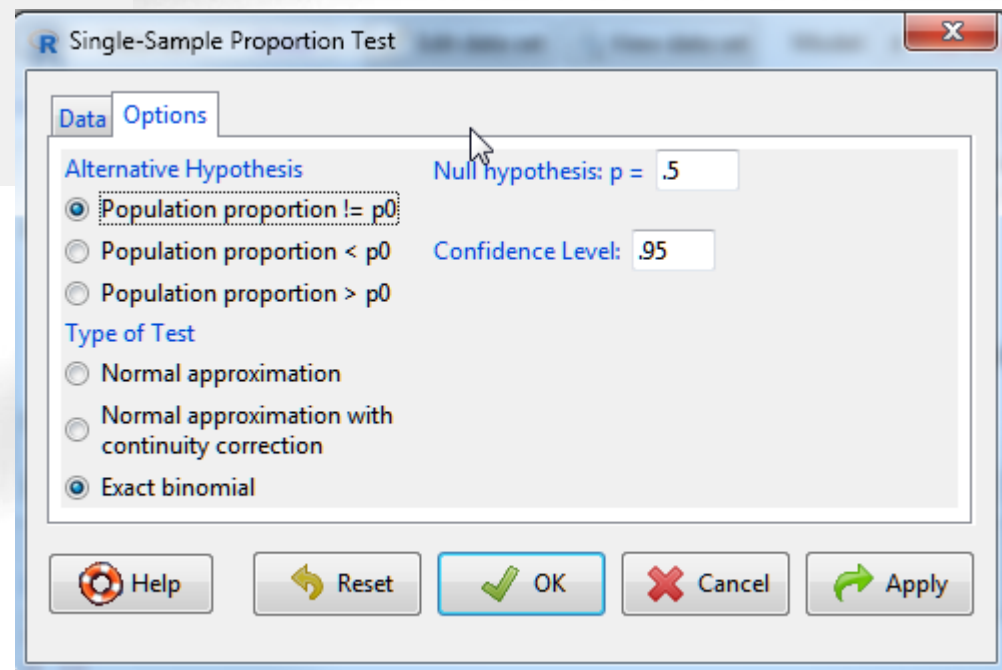 Single-Sample Proportion Test
Data Options
Alternative Hypothesis
Null hypothesis: p = .5
Population proportion != p0
Population proportion < p0
Confidence Level: .95
Population proportion > p0
Type of Test
Normal approximation
Normal approximation with
continuity correction
Exact binomial
Help Reset OK Cancel Apply